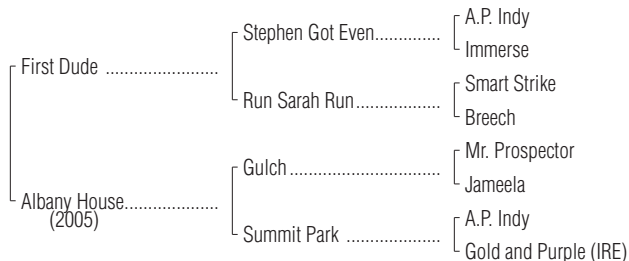 A.P. Indy
Stephen Got Even..............
Immerse
First Dude ........................
Smart Strike
Run Sarah Run..................
Breech
Mr. Prospector
Gulch................................
Jameela
Albany House....................
(2005)
A.P. Indy
Summit Park ....................
Gold and Purple (IRE)